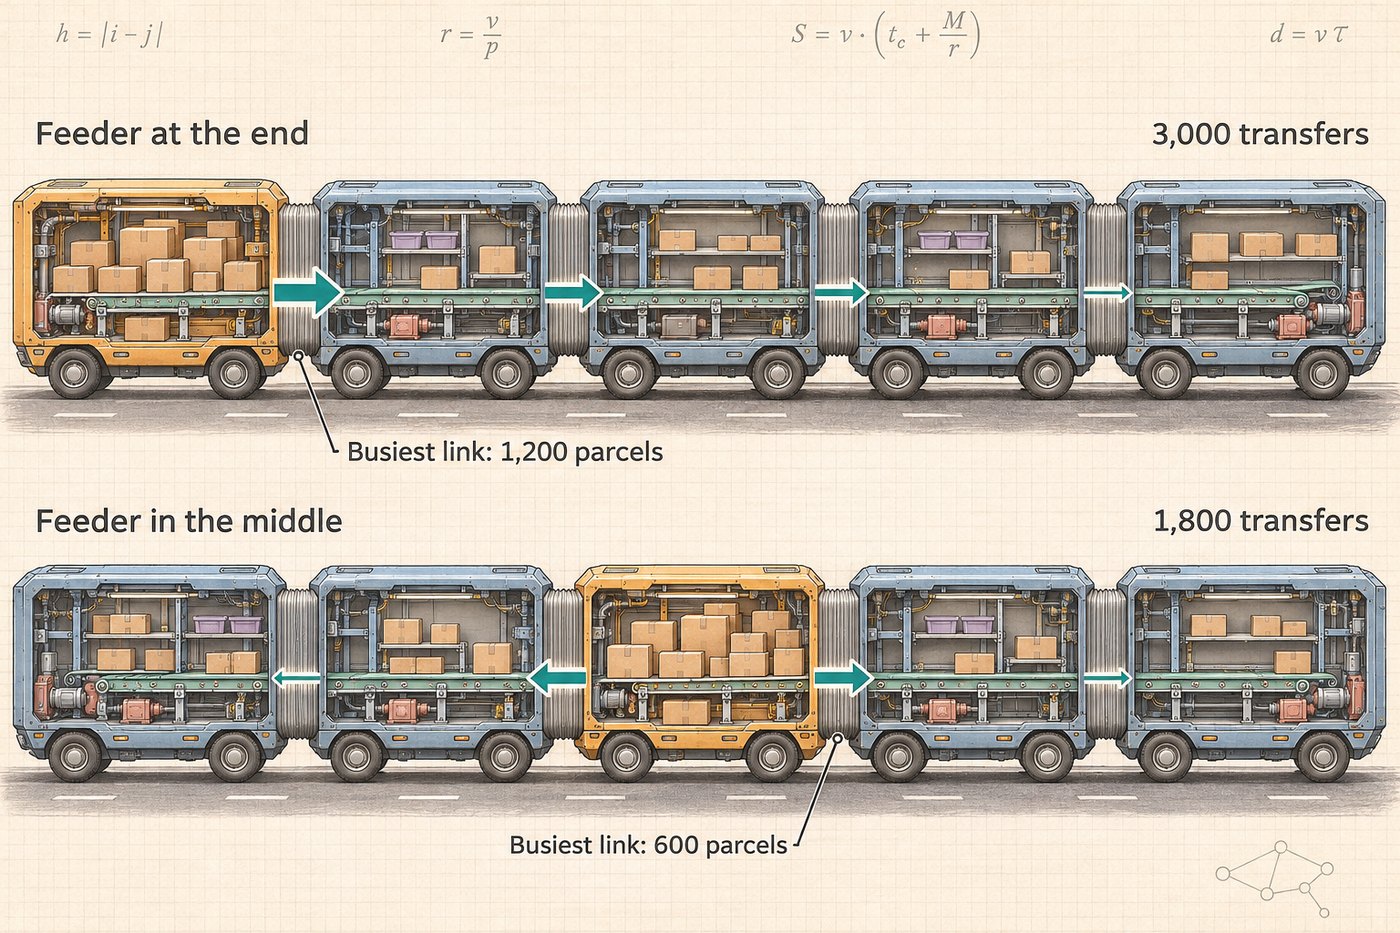 h = |i − j|
r = v/p
S = v · (t_c + M/r)
d = v τ
Feeder at the end
3,000 transfers
Busiest link: 1,200 parcels
Feeder in the middle
1,800 transfers
Busiest link: 600 parcels